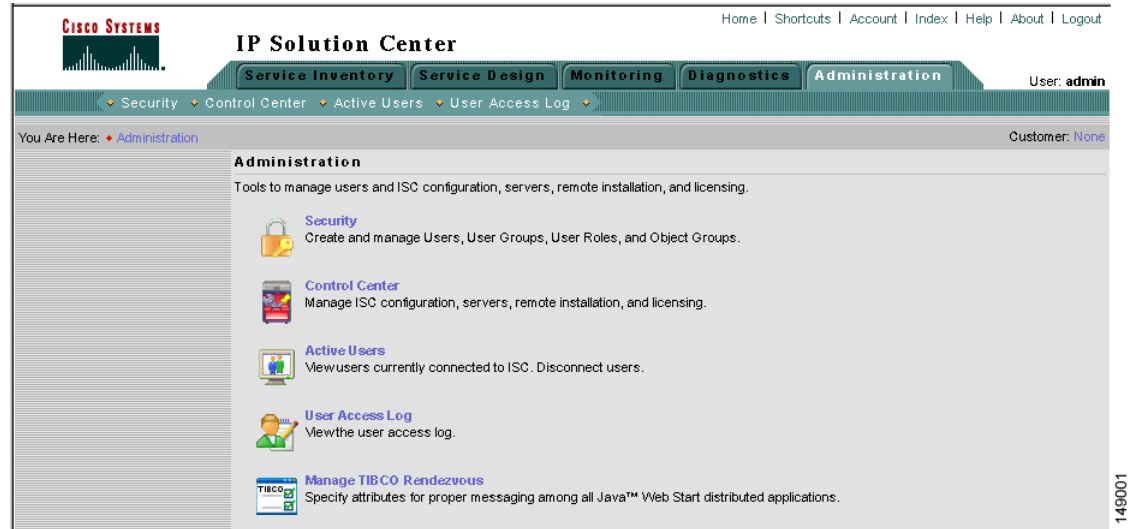 CISCO SYSTEMS
Home | Shortcuts | Account | Index | Help | About | Logout
IP Solution Center
Service Inventory Service Design Monitoring Diagnostics Administration
User: admin
Security Control Center Active Users User Access Log
You Are Here: Administration
Customer: None
Administration
Tools to manage users and ISC configuration, servers, remote installation, and licensing.
Security
Create and manage Users, User Groups, User Roles, and Object Groups.
Control Center
Manage ISC configuration, servers, remote installation, and licensing.
Active Users
View users currently connected to ISC. Disconnect users.
User Access Log
View the user access log.
TIBCO
Manage TIBCO Rendezvous
Specify attributes for proper messaging among all Java™ Web Start distributed applications.
149001